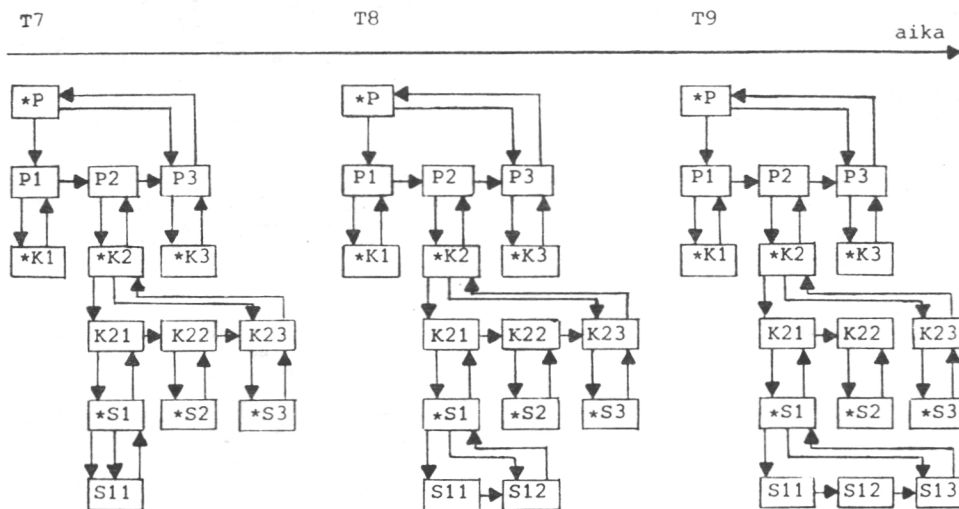 T7 T8 T9
aika
*P *P *P
P1 P2 P3 P1 P2 P3 P1 P2 P3
*K1 *K2 *K3 *K1 *K2 *K3 *K1 *K2 *K3
K21 K22 K23 K21 K22 K23 K21 K22 K23
*S1 *S2 *S3 *S1 *S2 *S3 *S1 *S2 *S3
S11 S11 S12 S11 S12 S13